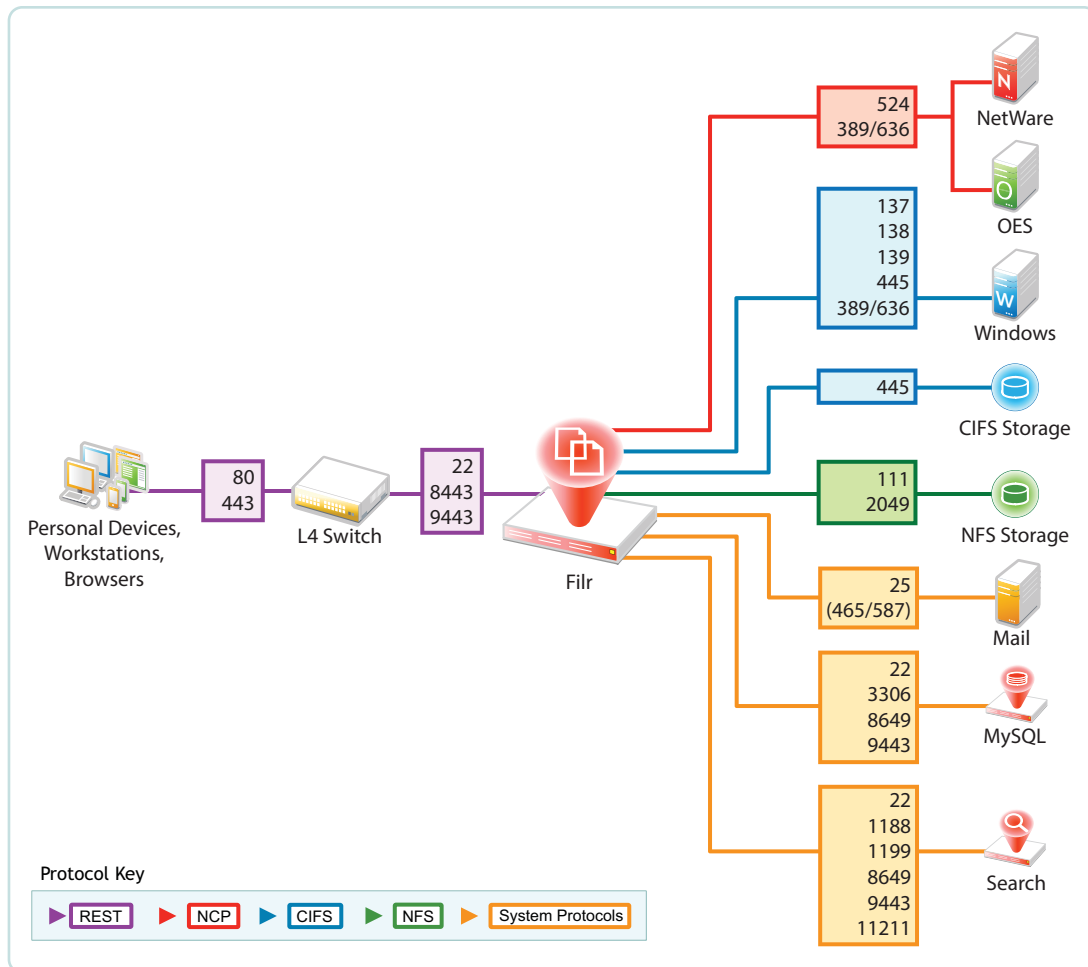 N
NetWare
524
389/636
O
OES
137
138
139
445
389/636
W
Windows
445
CIFS Storage
80
443
22
8443
9443
111
2049
Personal Devices,
Workstations,
Browsers
L4 Switch
Filr
NFS Storage
25
(465/587)
Mail
22
3306
8649
9443
MySQL
22
1188
1199
8649
9443
11211
Search
Protocol Key
REST
NCP
CIFS
NFS
System Protocols